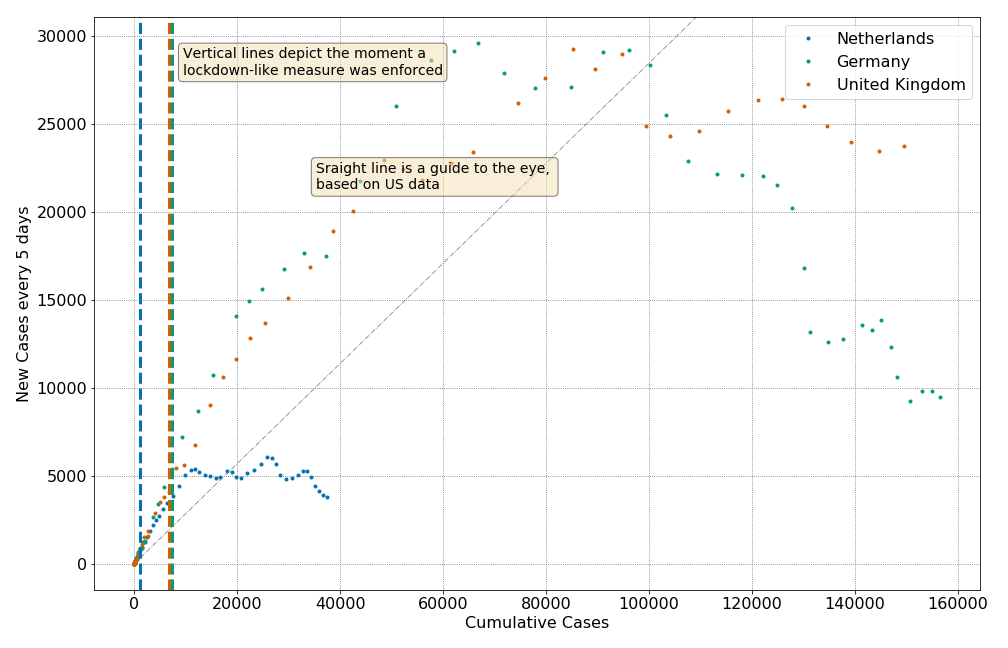 Vertical lines depict the moment a
lockdown-like measure was enforced
Netherlands
Germany
United Kingdom
Sraight line is a guide to the eye,
based on US data
New Cases every 5 days
30000
25000
20000
15000
10000
5000
0
0 20000 40000 60000 80000 100000 120000 140000 160000
Cumulative Cases